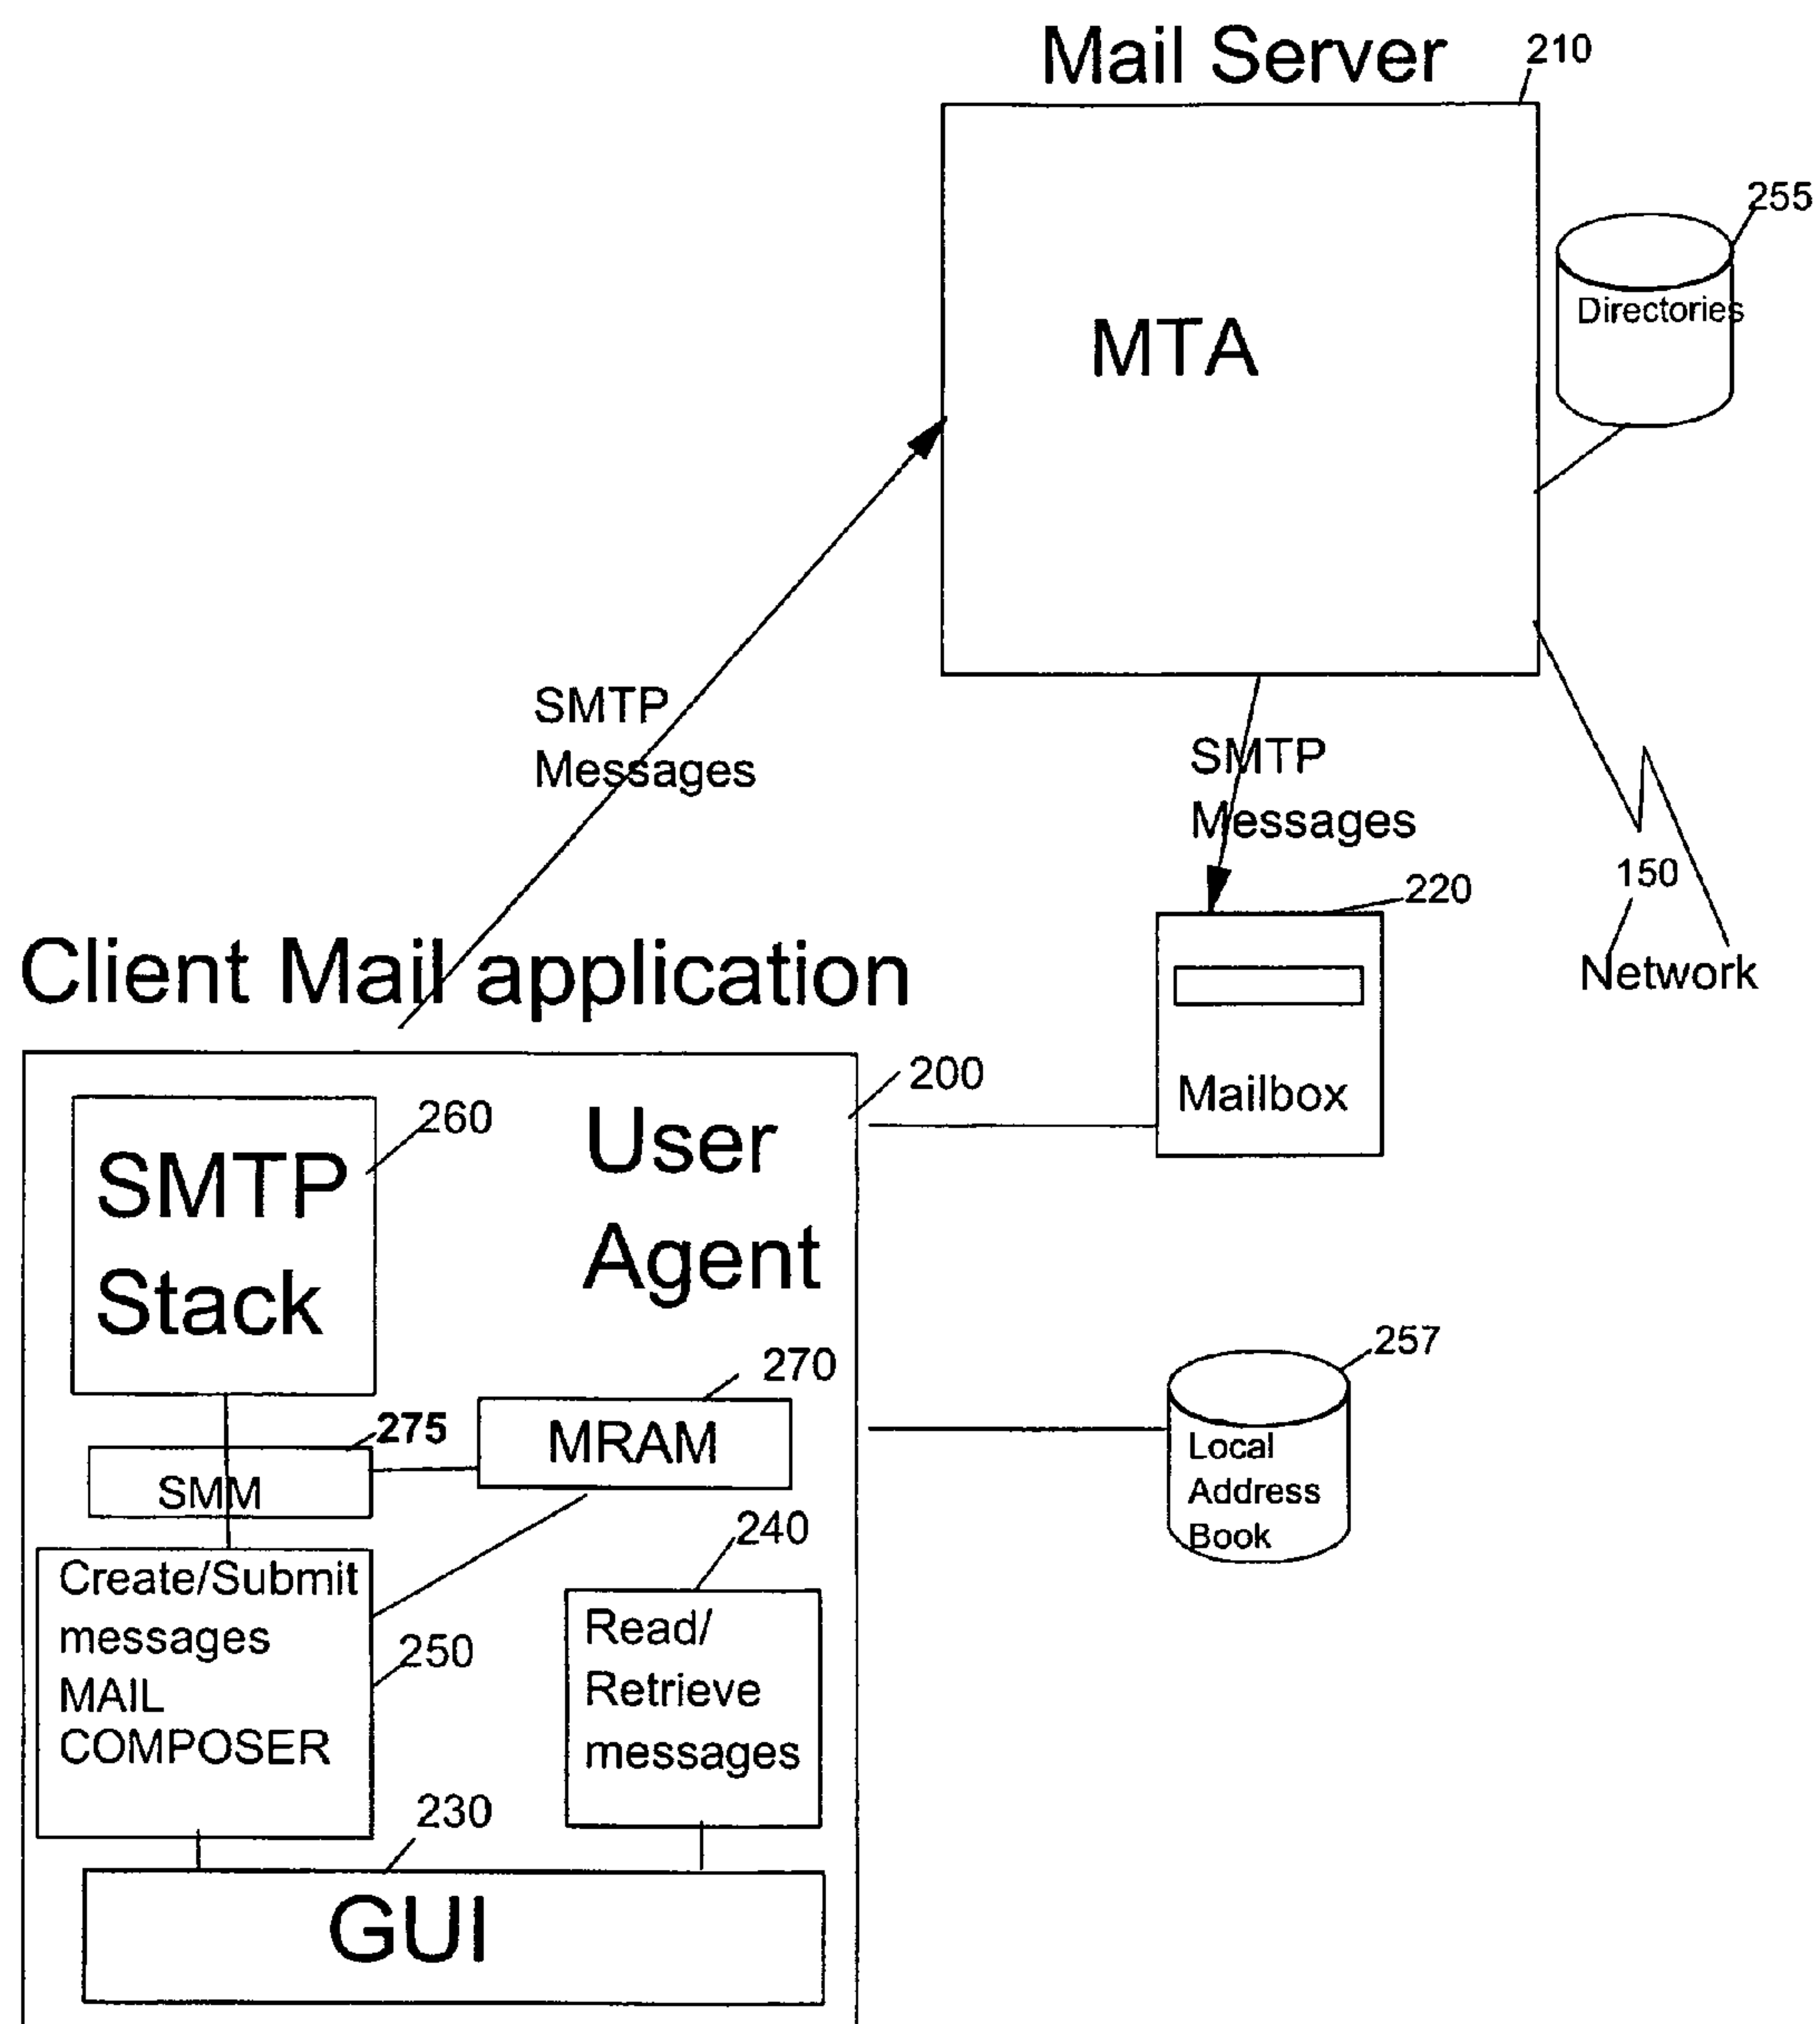 Mail Server
210
255
Directories
MTA
SMTP
Messages
SMTP
Messages
150
Network
220
Mailbox
Client Mail application
200
User
Agent
260
SMTP
Stack
270
MRAM
275
SMM
257
Local
Address
Book
240
Create/Submit
messages
MAIL
COMPOSER
250
Read/
Retrieve
messages
230
GUI